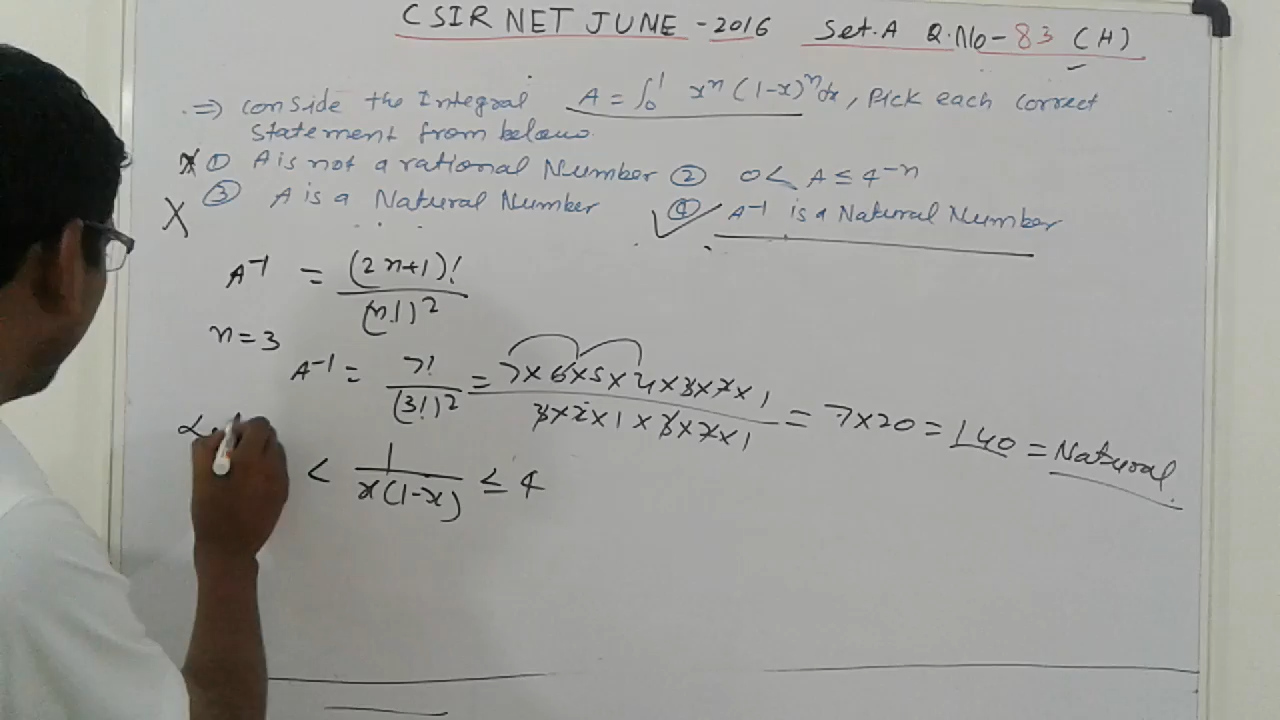 CSIR NET JUNE - 2016 Set.A Q.No - 83 (H)
.⇒ conside the Integral A = ∫₀¹ xⁿ (1-x)ⁿ dx, Pick each correct
statement from below.
X ① A is not a rational Number ② 0 < A ≤ 4⁻ⁿ
X ③ A is a Natural Number ✓ ④ A⁻¹ is a Natural Number
A⁻¹ = (2n+1)! / (n!)²
n = 3
A⁻¹ = 7! / (3!)² = 7×6×5×4×3×2×1 / 3×2×1×3×2×1 = 7×20 = 140 = Natural.
< 1 / x(1-x) ≤ 4